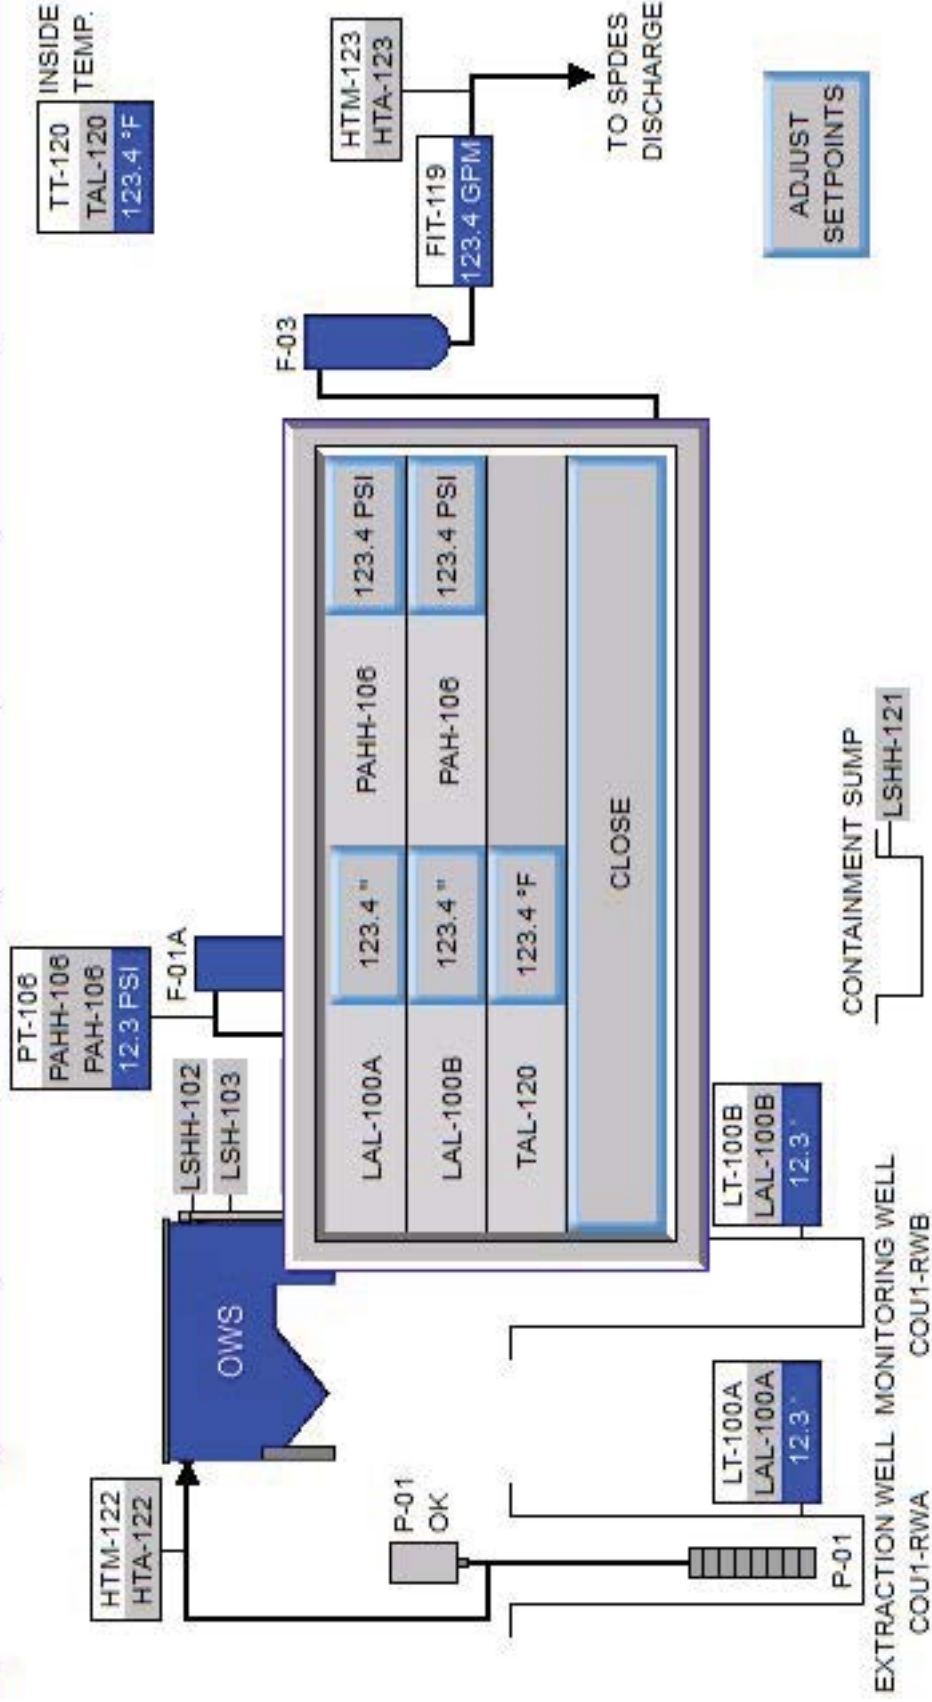 PT-106
PAHH-106
PAH-106
12.3 PSI
TT-120
TAL-120
123.4 °F
INSIDE
TEMP.
HTM-122
HTA-122
OWS
LSHH-102
LSH-103
F-01A
F-03
HTM-123
HTA-123
FIT-119
123.4 GPM
TO SPDES
DISCHARGE
P-01
OK
LAL-100A
123.4 "
PAHH-106
123.4 PSI
LAL-100B
123.4 "
PAH-106
123.4 PSI
TAL-120
123.4 °F
CLOSE
ADJUST
SETPOINTS
LT-100A
LAL-100A
12.3 '
LT-100B
LAL-100B
12.3 '
P-01
CONTAINMENT SUMP
LSHH-121
EXTRACTION WELL
COU1-RWA
MONITORING WELL
COU1-RWB